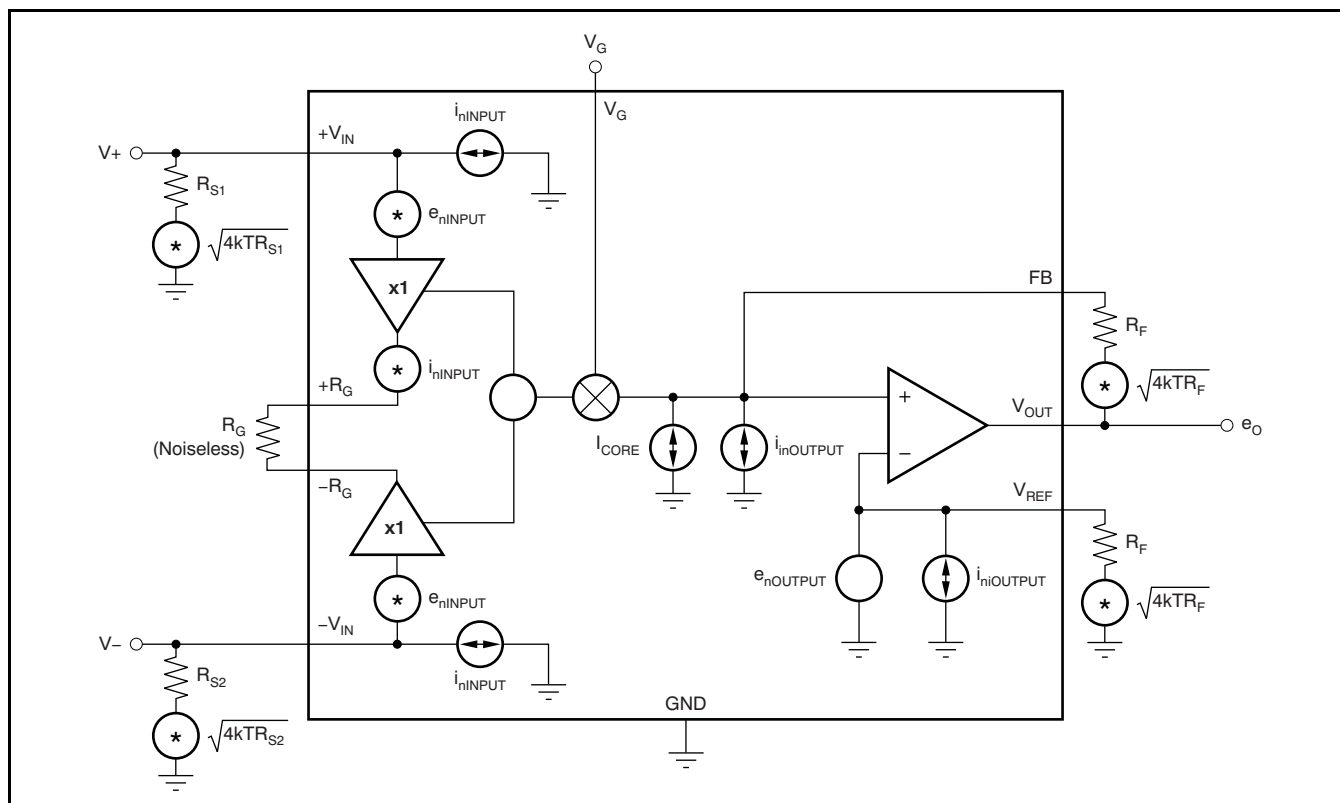 V_G
V_G
i_nINPUT
+V_IN
V+
R_S1
*
e_nINPUT
*
√4kTR_S1
x1
FB
*
i_nINPUT
R_F
+R_G
*
√4kTR_F
R_G
(Noiseless)
+
V_OUT
e_O
I_CORE
i_inOUTPUT
−
−R_G
V_REF
x1
R_F
e_nOUTPUT
i_niOUTPUT
*
e_nINPUT
*
√4kTR_F
−V_IN
V−
R_S2
i_nINPUT
GND
*
√4kTR_S2